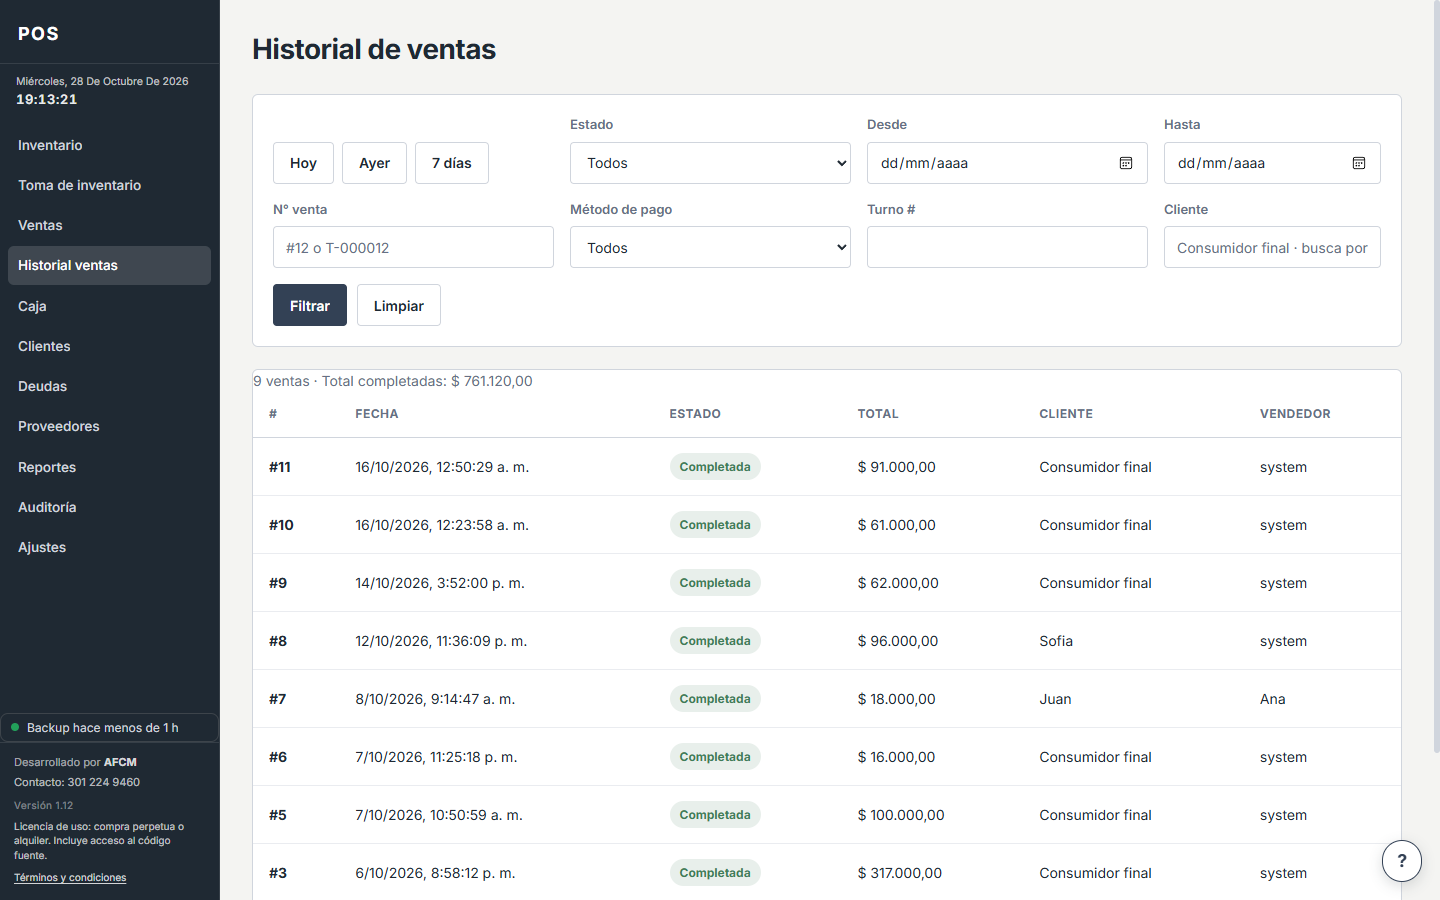 POS
Miércoles, 28 De Octubre De 2026
19:13:21
Inventario
Toma de inventario
Ventas
Historial ventas
Caja
Clientes
Deudas
Proveedores
Reportes
Auditoría
Ajustes
Backup hace menos de 1 h
Desarrollado por AFCM
Contacto: 301 224 9460
Versión 1.12
Licencia de uso: compra perpetua o
alquiler. Incluye acceso al código
fuente.
Términos y condiciones
Historial de ventas
Estado Desde Hasta
Hoy Ayer 7 días Todos dd/mm/aaaa dd/mm/aaaa
N° venta Método de pago Turno # Cliente
#12 o T-000012 Todos Consumidor final · busca por
Filtrar Limpiar
9 ventas · Total completadas: $ 761.120,00
# FECHA ESTADO TOTAL CLIENTE VENDEDOR
#11 16/10/2026, 12:50:29 a. m. Completada $ 91.000,00 Consumidor final system
#10 16/10/2026, 12:23:58 a. m. Completada $ 61.000,00 Consumidor final system
#9 14/10/2026, 3:52:00 p. m. Completada $ 62.000,00 Consumidor final system
#8 12/10/2026, 11:36:09 p. m. Completada $ 96.000,00 Sofia system
#7 8/10/2026, 9:14:47 a. m. Completada $ 18.000,00 Juan Ana
#6 7/10/2026, 11:25:18 p. m. Completada $ 16.000,00 Consumidor final system
#5 7/10/2026, 10:50:59 a. m. Completada $ 100.000,00 Consumidor final system
#3 6/10/2026, 8:58:12 p. m. Completada $ 317.000,00 Consumidor final system
?